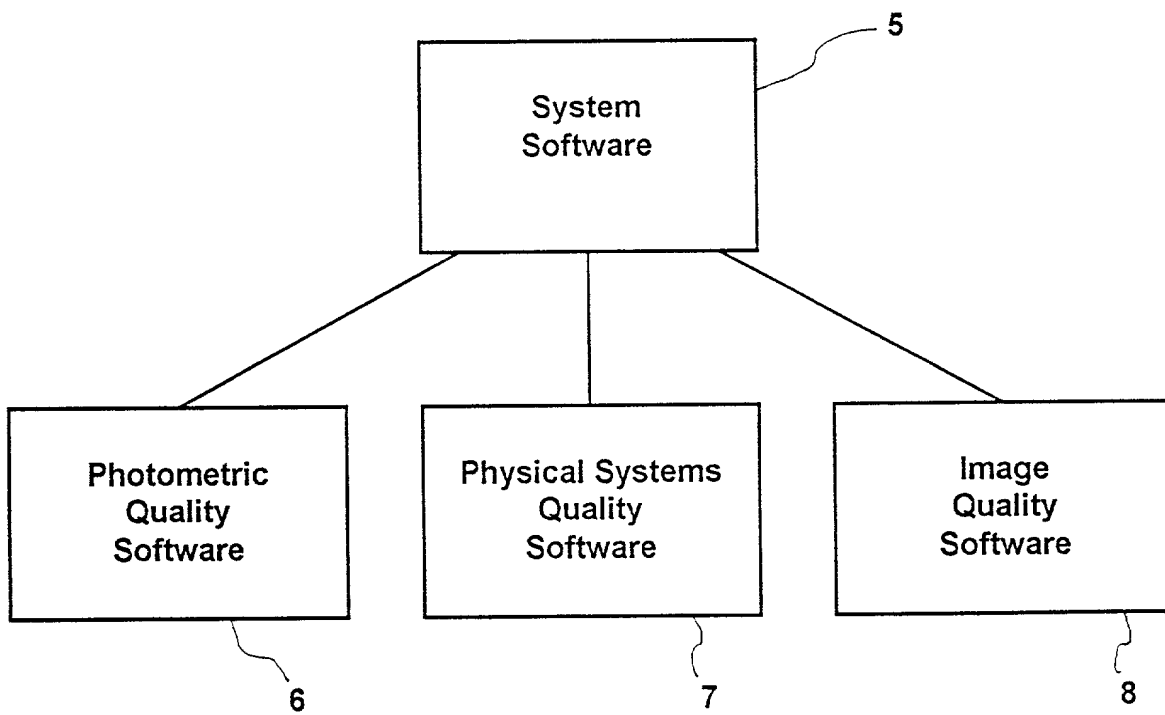 5
System
Software
Photometric
Quality
Software
Physical Systems
Quality
Software
Image
Quality
Software
6
7
8